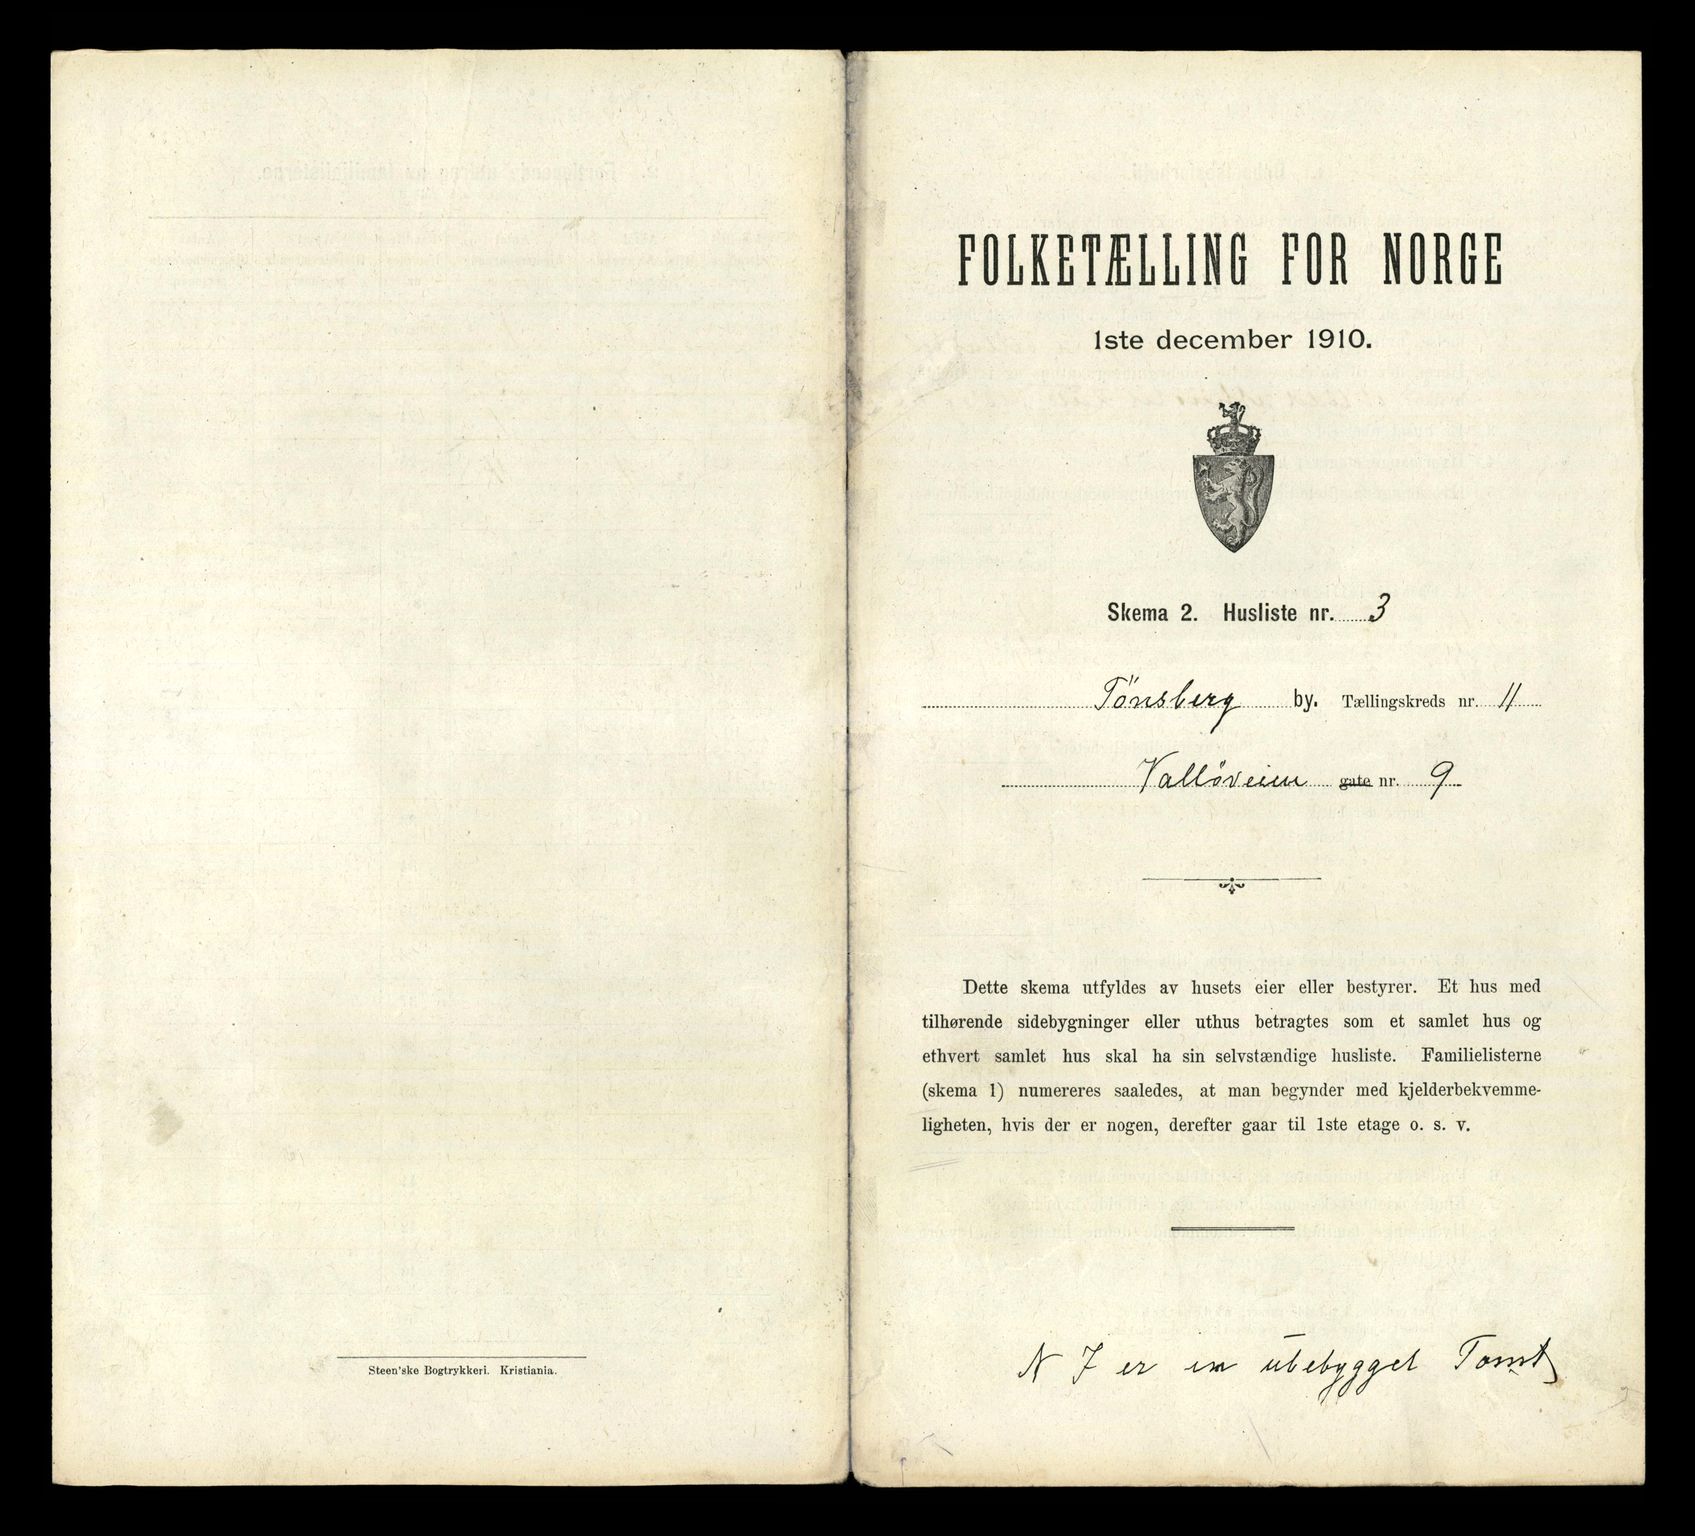 Steen'ske Bogtrykkeri. Kristiania.
FOLKETÆLLING FOR NORGE
1ste december 1910.
Skema 2. Husliste nr. 3
Tönsberg by. Tællingskreds nr. 11
Vallöveien gate nr. 9
Dette skema utfyldes av husets eier eller bestyrer. Et hus med
tilhørende sidebygninger eller uthus betragtes som et samlet hus og
ethvert samlet hus skal ha sin selvstændige husliste. Familielisterne
(skema 1) numereres saaledes, at man begynder med kjelderbekvemme-
ligheten, hvis der er nogen, derefter gaar til 1ste etage o. s. v.
N 7 er en ubebygget Tomt